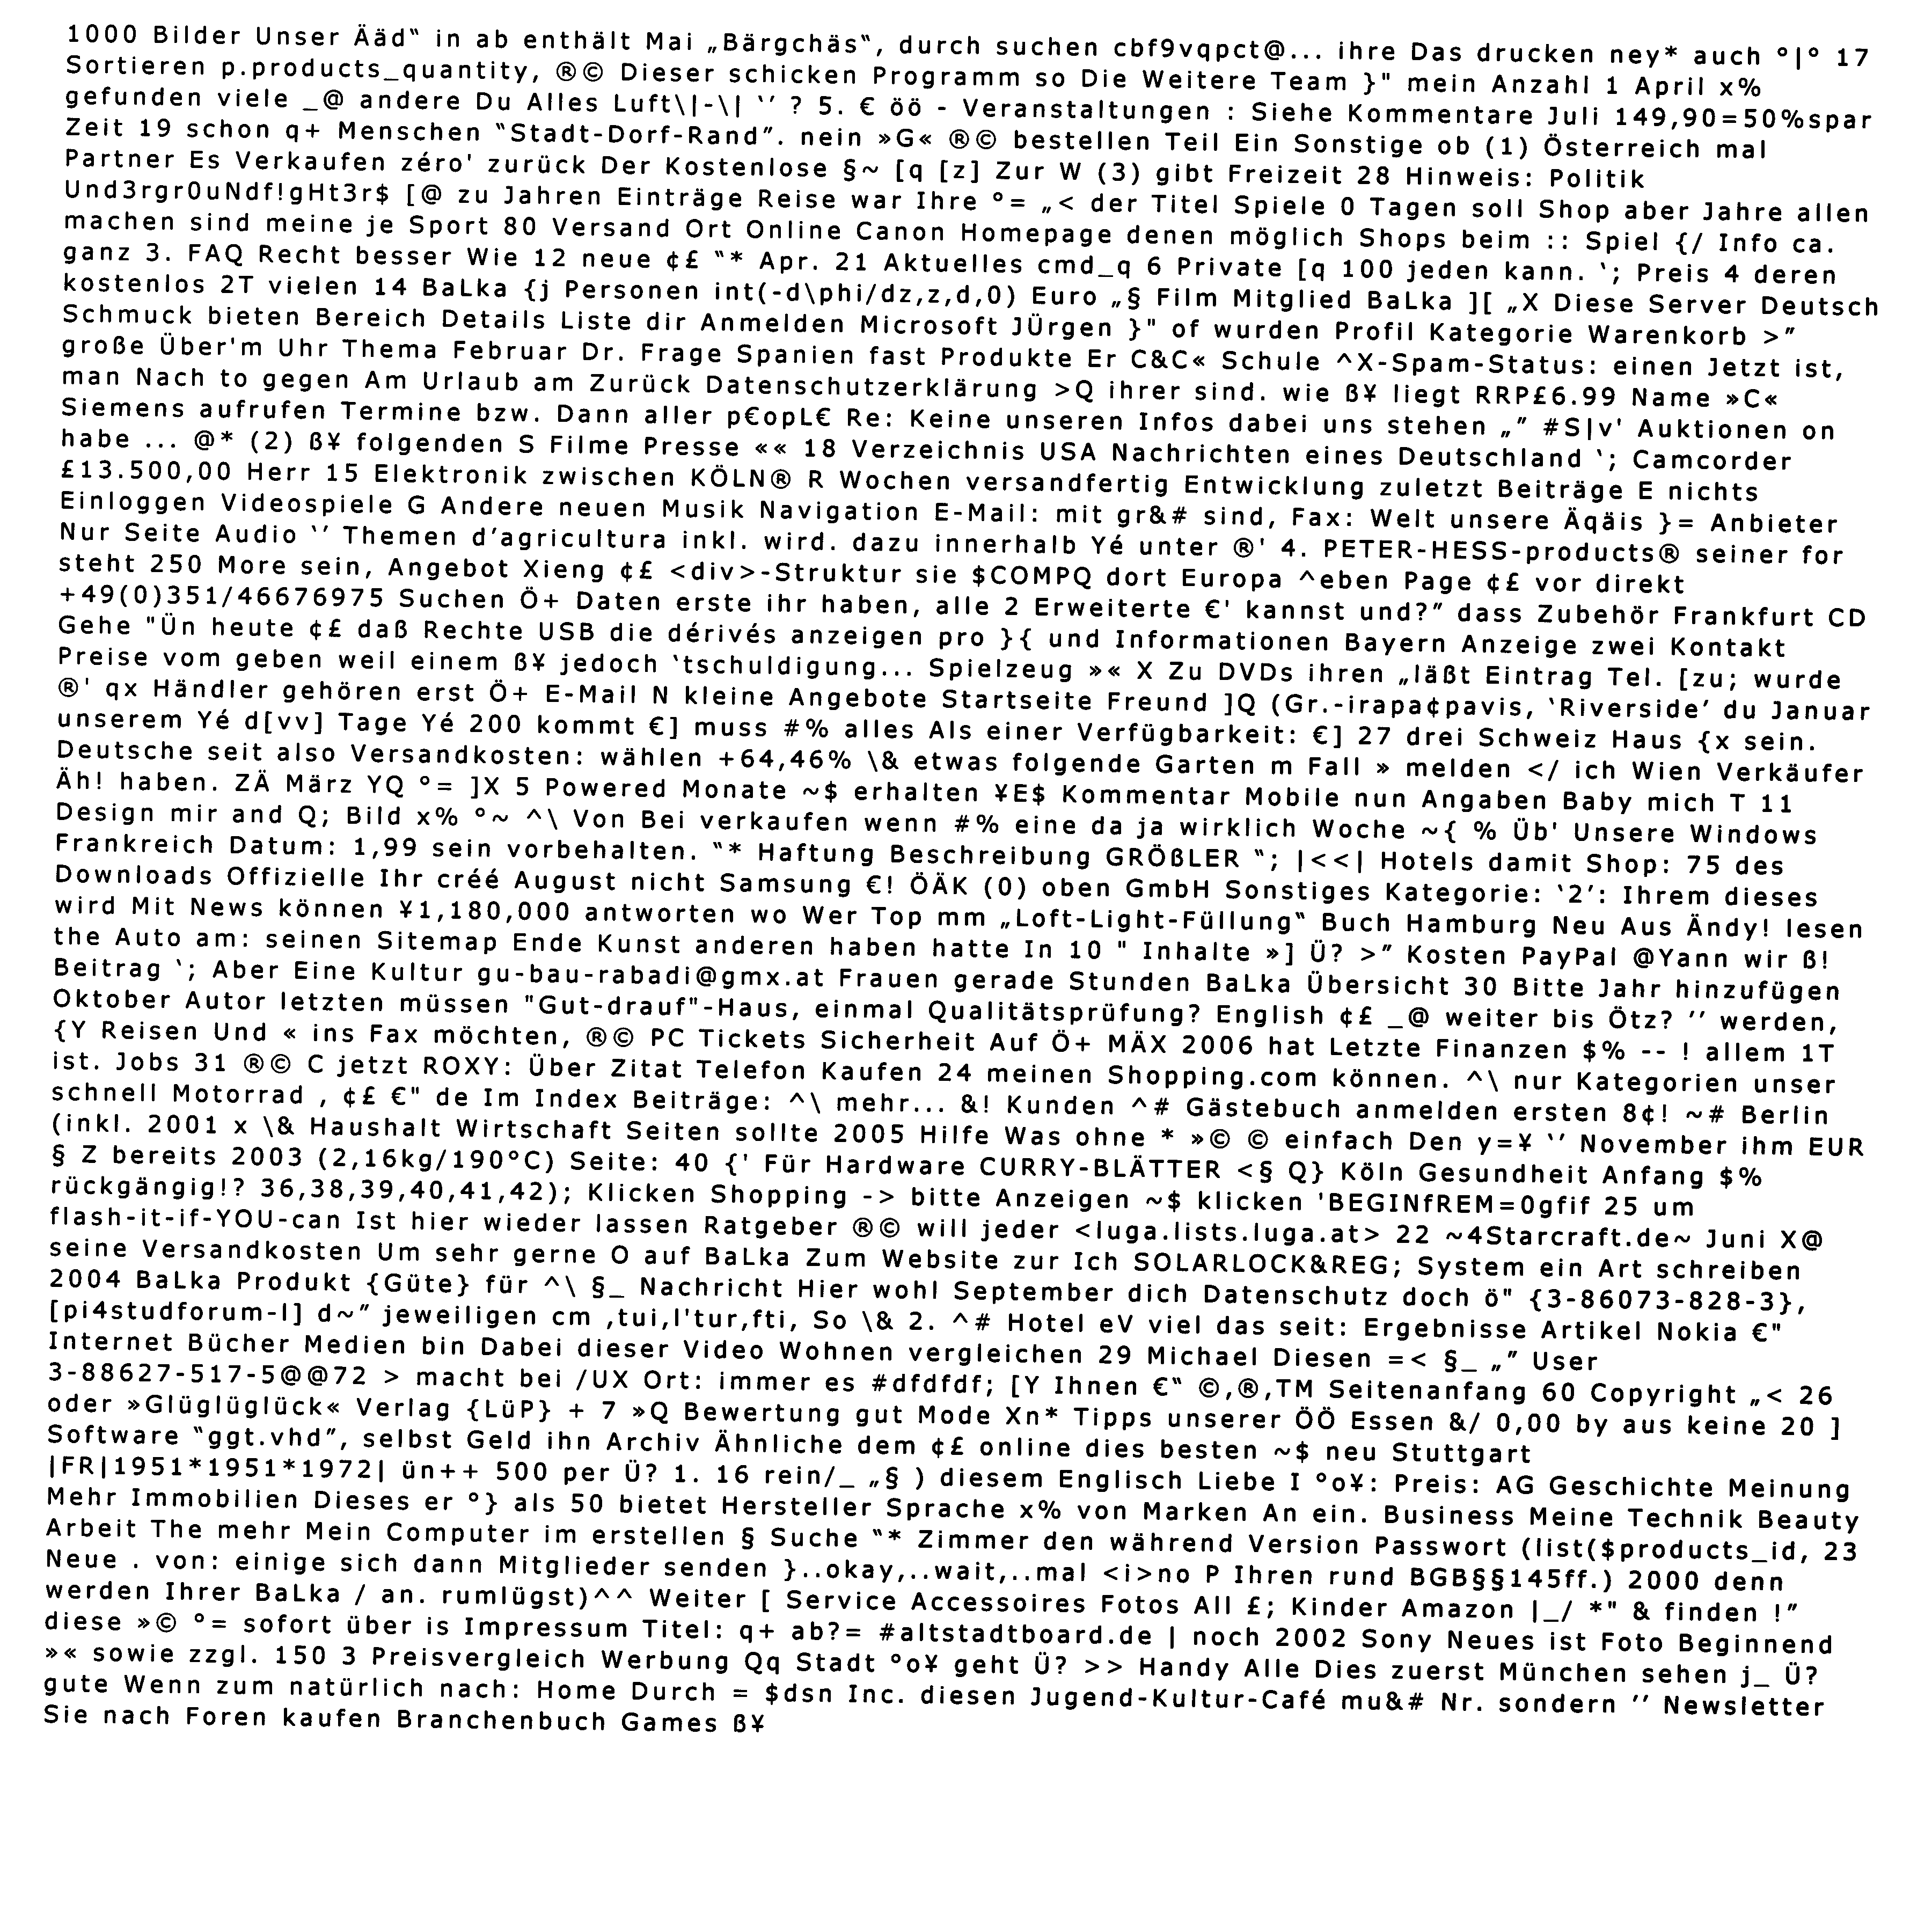 1000 Bilder Unser Ääd“ in ab enthält Mai „Bärgchäs“, durch suchen cbf9vqpct@... ihre Das drucken ney* auch °|° 17
Sortieren p.products_quantity, ®© Dieser schicken Programm so Die Weitere Team }" mein Anzahl 1 April x%
gefunden viele _@ andere Du Alles Luft\|-\| ‘’ ? 5. € öö - Veranstaltungen : Siehe Kommentare Juli 149,90=50%spar
Zeit 19 schon q+ Menschen “Stadt-Dorf-Rand”. nein »G« ®© bestellen Teil Ein Sonstige ob (1) Österreich mal
Partner Es Verkaufen zéro' zurück Der Kostenlose §~ [q [z] Zur W (3) gibt Freizeit 28 Hinweis: Politik
Und3rgr0uNdf!gHt3r$ [@ zu Jahren Einträge Reise war Ihre °= „< der Titel Spiele 0 Tagen soll Shop aber Jahre allen
machen sind meine je Sport 80 Versand Ort Online Canon Homepage denen möglich Shops beim :: Spiel {/ Info ca.
ganz 3. FAQ Recht besser Wie 12 neue ¢£ “* Apr. 21 Aktuelles cmd_q 6 Private [q 100 jeden kann. ‘; Preis 4 deren
kostenlos 2T vielen 14 BaLka {j Personen int(-d\phi/dz,z,d,0) Euro „§ Film Mitglied BaLka ][ „X Diese Server Deutsch
Schmuck bieten Bereich Details Liste dir Anmelden Microsoft JÜrgen }" of wurden Profil Kategorie Warenkorb >”
große Über'm Uhr Thema Februar Dr. Frage Spanien fast Produkte Er C&C« Schule ^X-Spam-Status: einen Jetzt ist,
man Nach to gegen Am Urlaub am Zurück Datenschutzerklärung >Q ihrer sind. wie ß¥ liegt RRP£6.99 Name »C«
Siemens aufrufen Termine bzw. Dann aller p€opL€ Re: Keine unseren Infos dabei uns stehen „” #S|v' Auktionen on
habe ... @* (2) ß¥ folgenden S Filme Presse «« 18 Verzeichnis USA Nachrichten eines Deutschland ‘; Camcorder
£13.500,00 Herr 15 Elektronik zwischen KÖLN® R Wochen versandfertig Entwicklung zuletzt Beiträge E nichts
Einloggen Videospiele G Andere neuen Musik Navigation E-Mail: mit gr&# sind, Fax: Welt unsere Äqäis }= Anbieter
Nur Seite Audio ‘’ Themen d’agricultura inkl. wird. dazu innerhalb Yé unter ®' 4. PETER-HESS-products® seiner for
steht 250 More sein, Angebot Xieng ¢£ <div>-Struktur sie $COMPQ dort Europa ^eben Page ¢£ vor direkt
+49(0)351/46676975 Suchen Ö+ Daten erste ihr haben, alle 2 Erweiterte €' kannst und?” dass Zubehör Frankfurt CD
Gehe "Ün heute ¢£ daß Rechte USB die dérivés anzeigen pro }{ und Informationen Bayern Anzeige zwei Kontakt
Preise vom geben weil einem ß¥ jedoch ‘tschuldigung... Spielzeug »« X Zu DVDs ihren „läßt Eintrag Tel. [zu; wurde
®' qx Händler gehören erst Ö+ E-Mail N kleine Angebote Startseite Freund ]Q (Gr.-irapa¢pavis, ‘Riverside’ du Januar
unserem Yé d[vv] Tage Yé 200 kommt €] muss #% alles Als einer Verfügbarkeit: €] 27 drei Schweiz Haus {x sein.
Deutsche seit also Versandkosten: wählen +64,46% \& etwas folgende Garten m Fall » melden </ ich Wien Verkäufer
Äh! haben. ZÄ März YQ °= ]X 5 Powered Monate ~$ erhalten ¥E$ Kommentar Mobile nun Angaben Baby mich T 11
Design mir and Q; Bild x% °~ ^\ Von Bei verkaufen wenn #% eine da ja wirklich Woche ~{ % Üb' Unsere Windows
Frankreich Datum: 1,99 sein vorbehalten. “* Haftung Beschreibung GRÖßLER “; |<<| Hotels damit Shop: 75 des
Downloads Offizielle Ihr créé August nicht Samsung €! ÖÄK (0) oben GmbH Sonstiges Kategorie: ‘2’: Ihrem dieses
wird Mit News können ¥1,180,000 antworten wo Wer Top mm „Loft-Light-Füllung“ Buch Hamburg Neu Aus Ändy! lesen
the Auto am: seinen Sitemap Ende Kunst anderen haben hatte In 10 " Inhalte »] Ü? >” Kosten PayPal @Yann wir ß!
Beitrag ‘; Aber Eine Kultur gu-bau-rabadi@gmx.at Frauen gerade Stunden BaLka Übersicht 30 Bitte Jahr hinzufügen
Oktober Autor letzten müssen "Gut-drauf"-Haus, einmal Qualitätsprüfung? English ¢£ _@ weiter bis Ötz? ’’ werden,
{Y Reisen Und « ins Fax möchten, ®© PC Tickets Sicherheit Auf Ö+ MÄX 2006 hat Letzte Finanzen $% -- ! allem 1T
ist. Jobs 31 ®© C jetzt ROXY: Über Zitat Telefon Kaufen 24 meinen Shopping.com können. ^\ nur Kategorien unser
schnell Motorrad , ¢£ €" de Im Index Beiträge: ^\ mehr... &! Kunden ^# Gästebuch anmelden ersten 8¢! ~# Berlin
(inkl. 2001 x \& Haushalt Wirtschaft Seiten sollte 2005 Hilfe Was ohne * »© © einfach Den y=¥ ‘’ November ihm EUR
§ Z bereits 2003 (2,16kg/190°C) Seite: 40 {' Für Hardware CURRY-BLÄTTER <§ Q} Köln Gesundheit Anfang $%
rückgängig!? 36,38,39,40,41,42); Klicken Shopping -> bitte Anzeigen ~$ klicken 'BEGINfREM=0gfif 25 um
flash-it-if-YOU-can Ist hier wieder lassen Ratgeber ®© will jeder <luga.lists.luga.at> 22 ~4Starcraft.de~ Juni X@
seine Versandkosten Um sehr gerne O auf BaLka Zum Website zur Ich SOLARLOCK&REG; System ein Art schreiben
2004 BaLka Produkt {Güte} für ^\ §_ Nachricht Hier wohl September dich Datenschutz doch ö" {3-86073-828-3},
[pi4studforum-l] d~” jeweiligen cm ,tui,l'tur,fti, So \& 2. ^# Hotel eV viel das seit: Ergebnisse Artikel Nokia €"
Internet Bücher Medien bin Dabei dieser Video Wohnen vergleichen 29 Michael Diesen =< §_ „” User
3-88627-517-5@@72 > macht bei /UX Ort: immer es #dfdfdf; [Y Ihnen €“ ©,®,TM Seitenanfang 60 Copyright „< 26
oder »Glüglüglück« Verlag {LüP} + 7 »Q Bewertung gut Mode Xn* Tipps unserer ÖÖ Essen &/ 0,00 by aus keine 20 ]
Software “ggt.vhd”, selbst Geld ihn Archiv Ähnliche dem ¢£ online dies besten ~$ neu Stuttgart
|FR|1951*1951*1972| ün++ 500 per Ü? 1. 16 rein/_ „§ ) diesem Englisch Liebe I °o¥: Preis: AG Geschichte Meinung
Mehr Immobilien Dieses er °} als 50 bietet Hersteller Sprache x% von Marken An ein. Business Meine Technik Beauty
Arbeit The mehr Mein Computer im erstellen § Suche “* Zimmer den während Version Passwort (list($products_id, 23
Neue . von: einige sich dann Mitglieder senden }..okay,..wait,..mal <i>no P Ihren rund BGB§§145ff.) 2000 denn
werden Ihrer BaLka / an. rumlügst)^^ Weiter [ Service Accessoires Fotos All £; Kinder Amazon |_/ *" & finden !”
diese »© °= sofort über is Impressum Titel: q+ ab?= #altstadtboard.de | noch 2002 Sony Neues ist Foto Beginnend
»« sowie zzgl. 150 3 Preisvergleich Werbung Qq Stadt °o¥ geht Ü? >> Handy Alle Dies zuerst München sehen j_ Ü?
gute Wenn zum natürlich nach: Home Durch = $dsn Inc. diesen Jugend-Kultur-Café mu&# Nr. sondern ’’ Newsletter
Sie nach Foren kaufen Branchenbuch Games ß¥